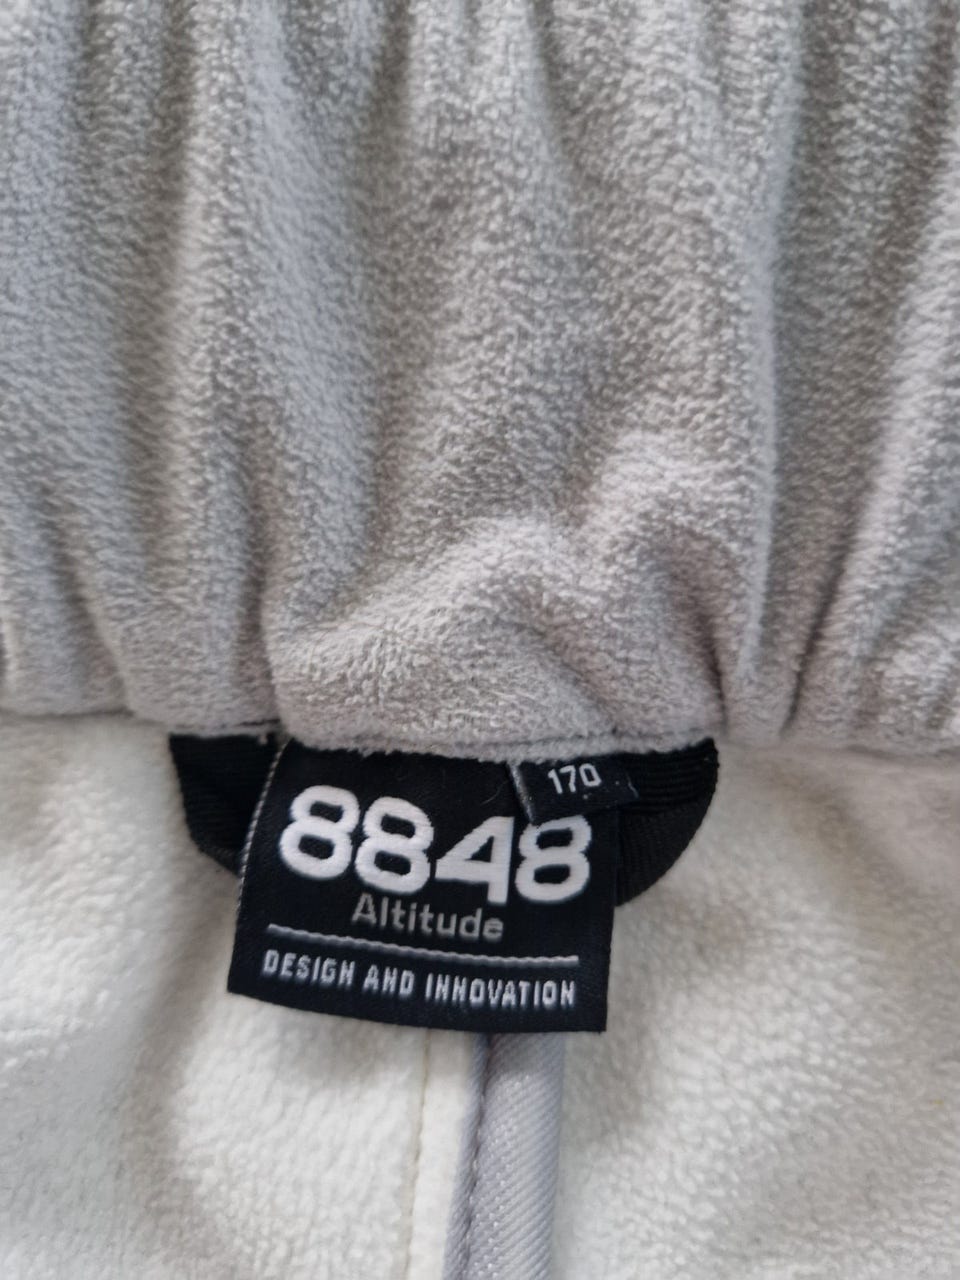 170
8848
Altitude
DESIGN AND INNOVATION